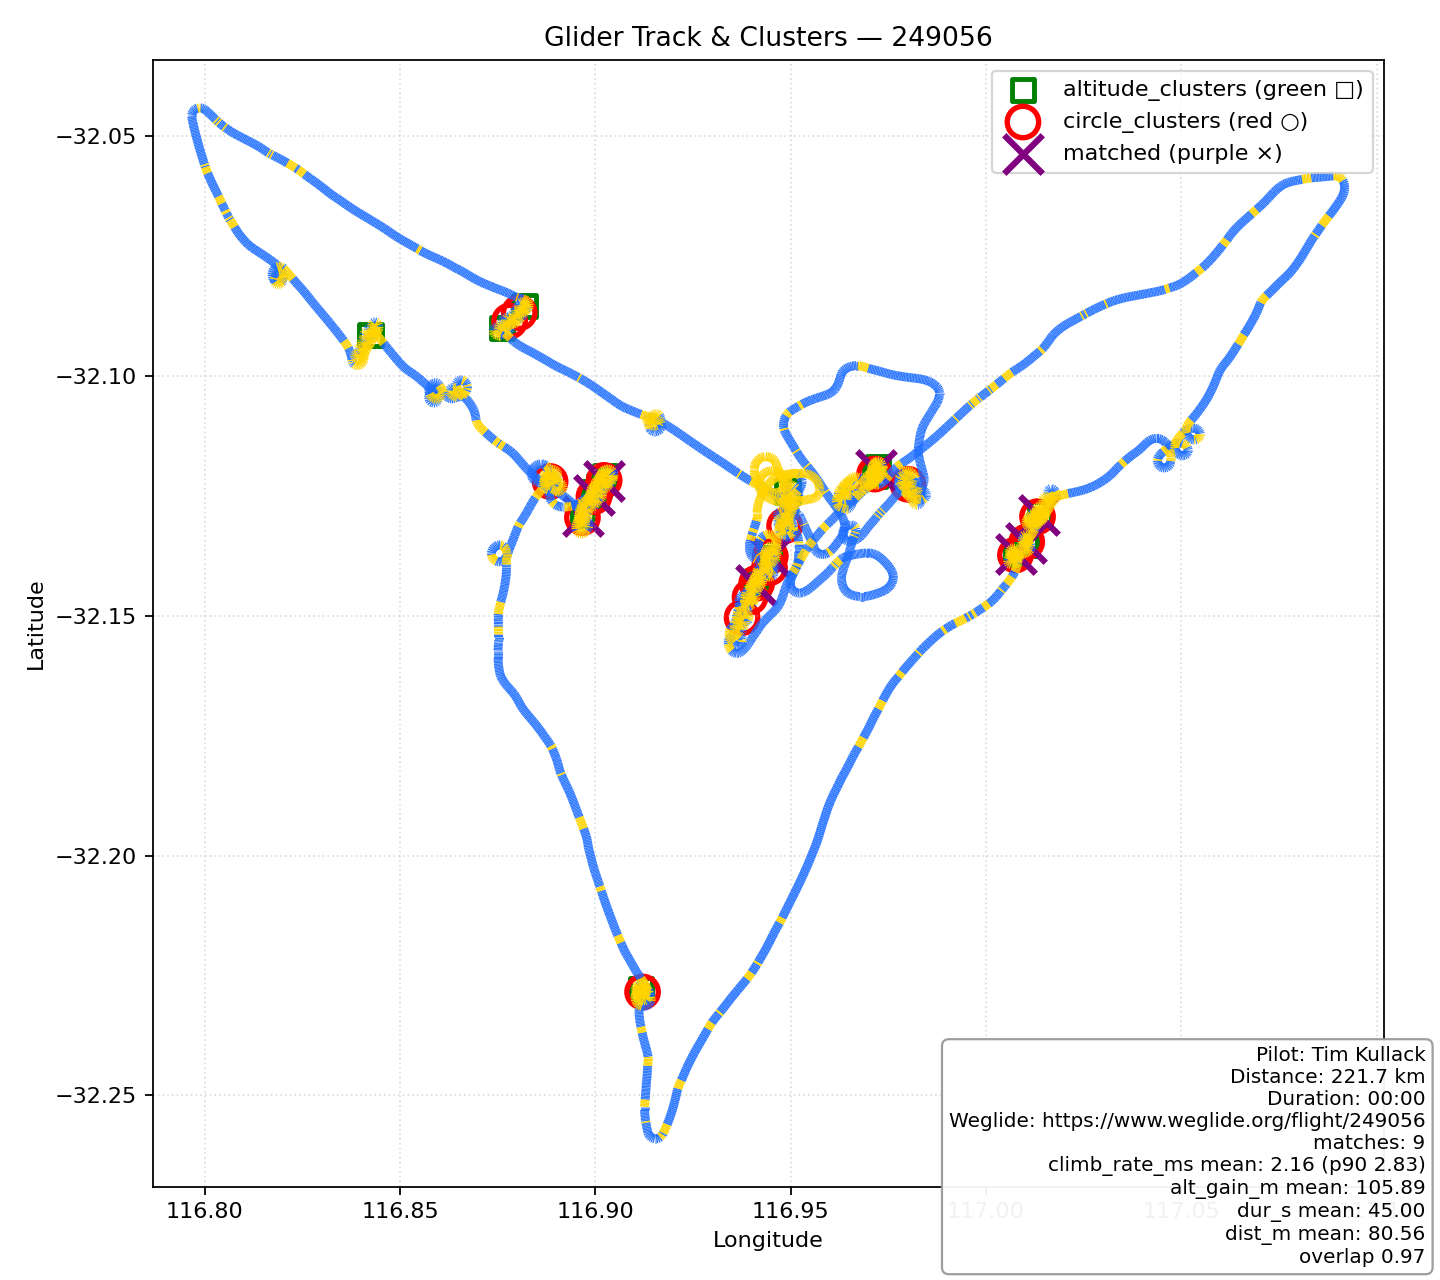 Glider Track & Clusters — 249056
altitude_clusters (green □)
circle_clusters (red ○)
matched (purple ×)
−32.05
−32.10
−32.15
−32.20
−32.25
Latitude
116.80
116.85
116.90
116.95
117.00
117.05
Longitude
Pilot: Tim Kullack
Distance: 221.7 km
Duration: 00:00
Weglide: https://www.weglide.org/flight/249056
matches: 9
climb_rate_ms mean: 2.16 (p90 2.83)
alt_gain_m mean: 105.89
dur_s mean: 45.00
dist_m mean: 80.56
overlap 0.97